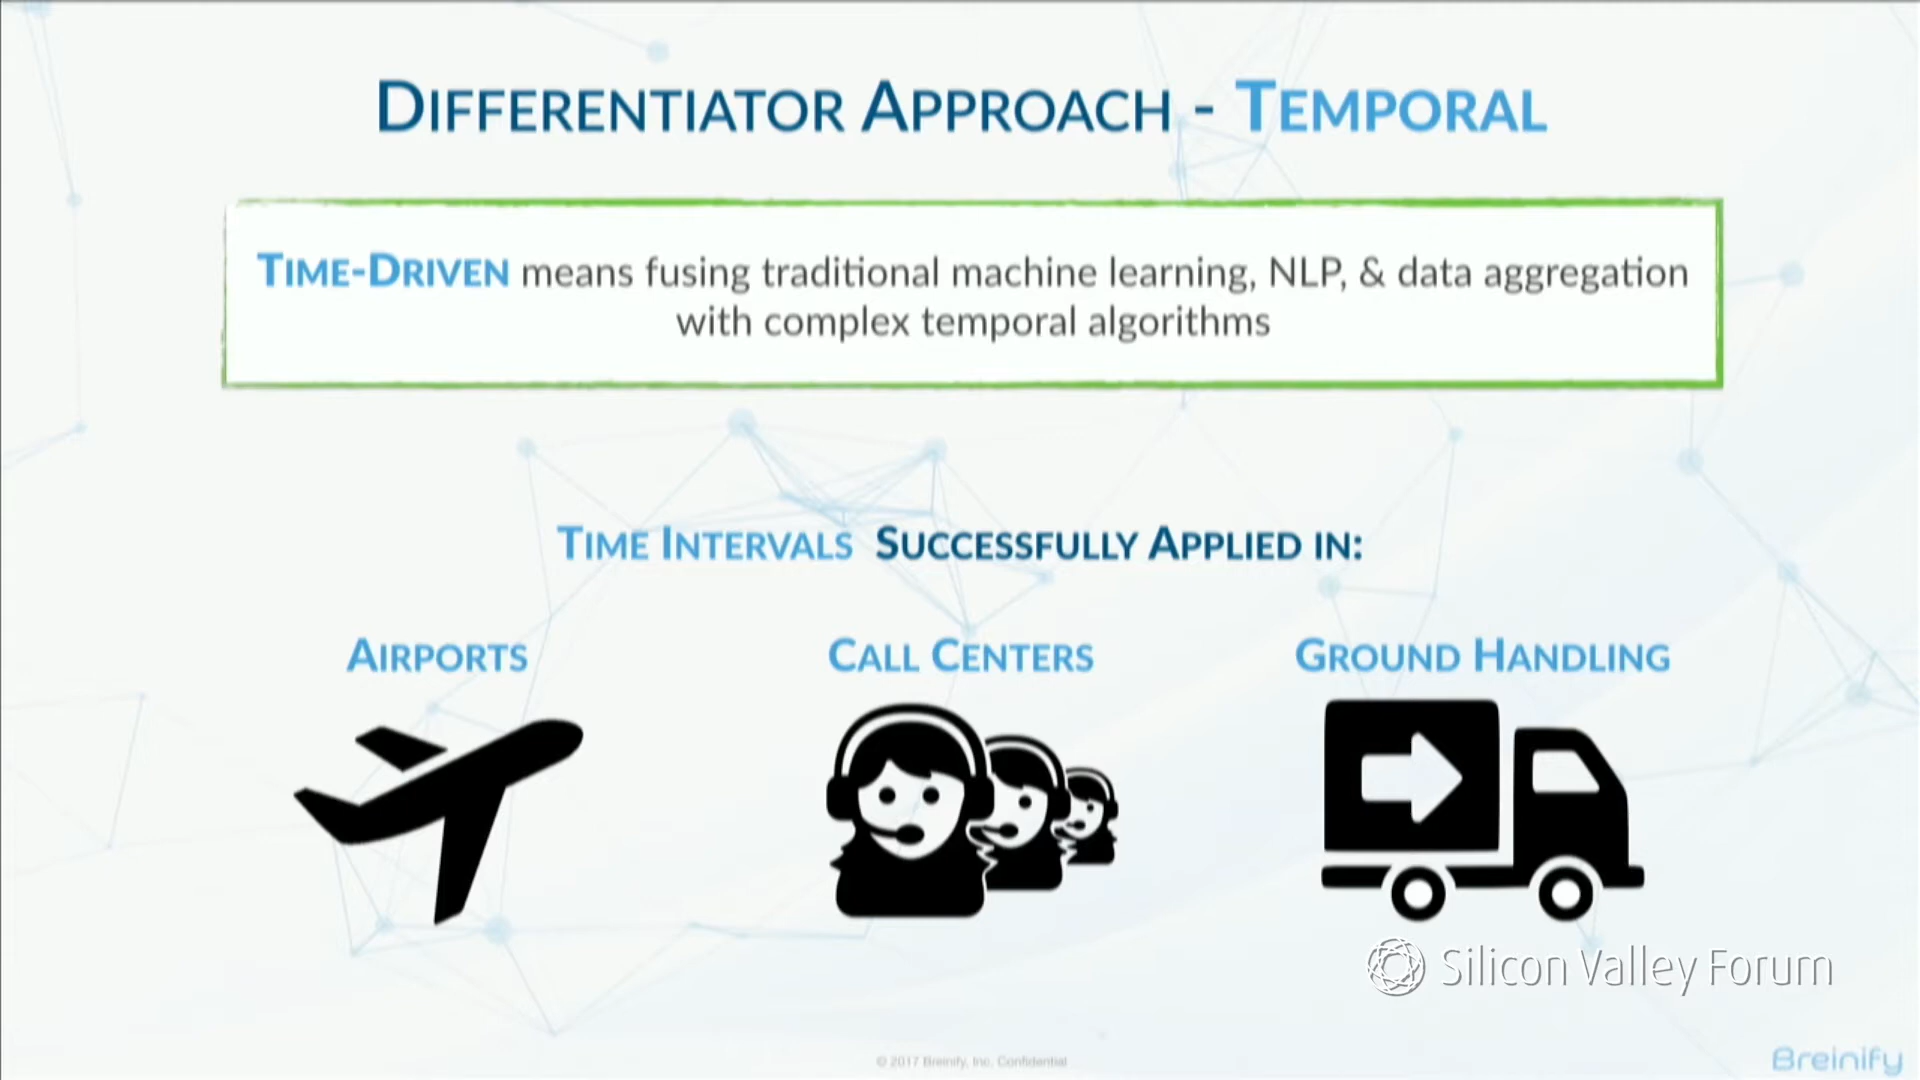 DIFFERENTIATOR APPROACH - TEMPORAL
TIME-DRIVEN means fusing traditional machine learning, NLP, & data aggregation
with complex temporal algorithms
TIME INTERVALS SUCCESSFULLY APPLIED IN:
AIRPORTS
CALL CENTERS
GROUND HANDLING
Silicon Valley Forum
© 2017 Breinify, Inc. Confidential
Breinify